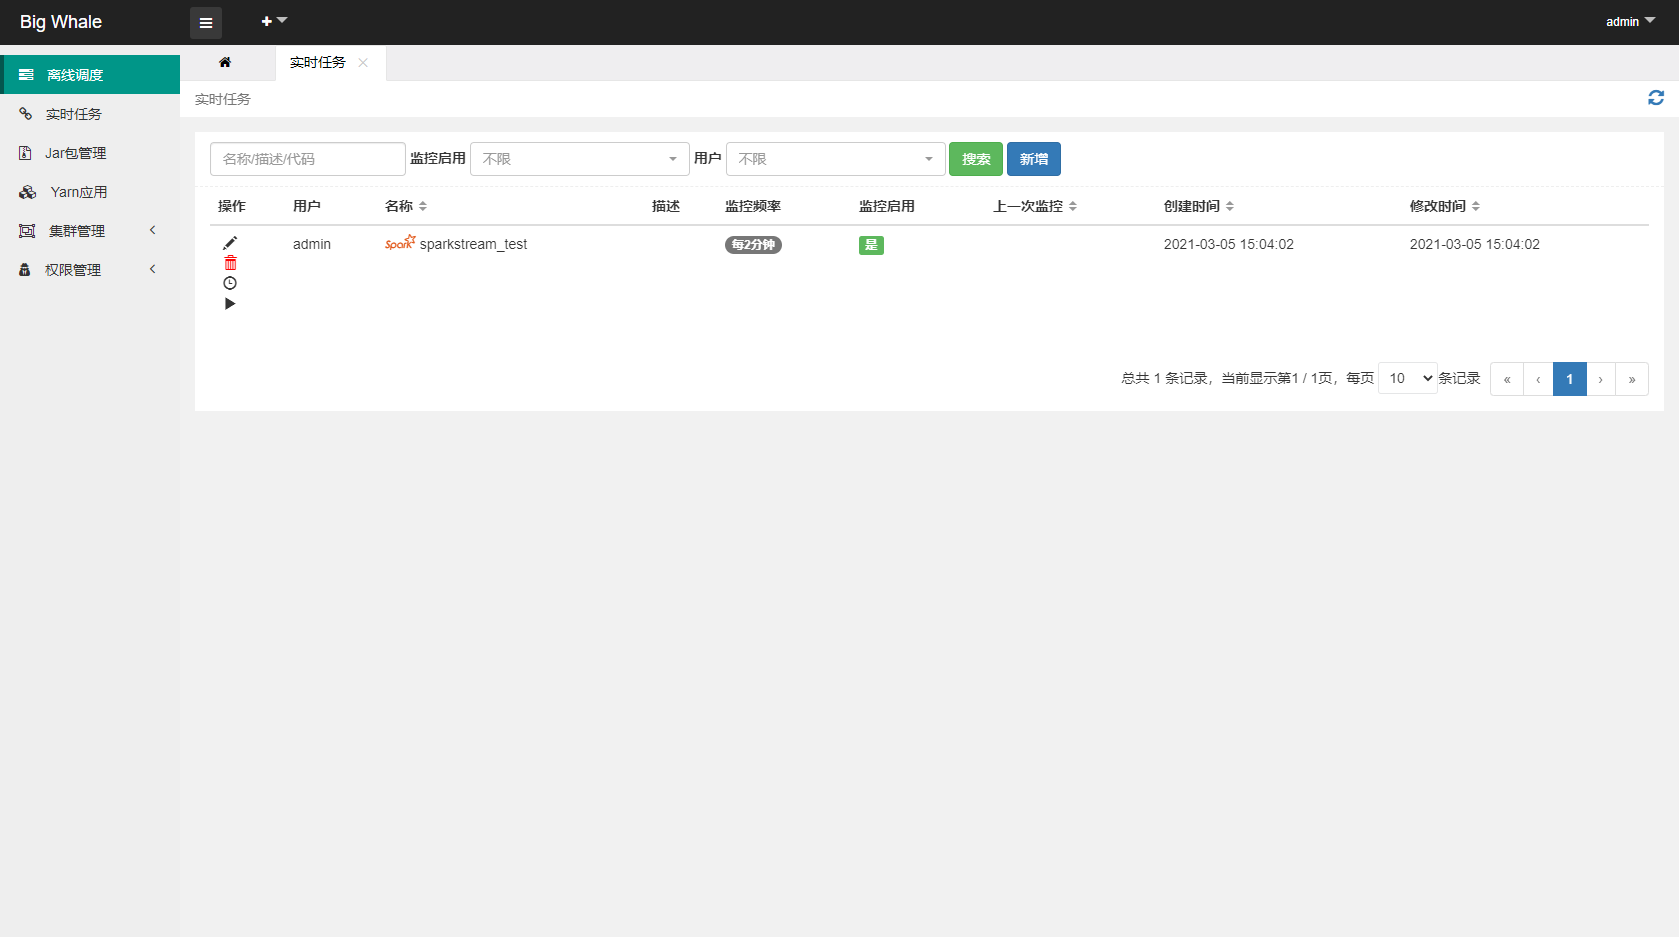 Big Whale
admin
离线调度
实时任务
Jar包管理
Yarn应用
集群管理
权限管理
实时任务
实时任务
名称/描述/代码 监控启用 不限 用户 不限 搜索 新增
操作 用户 名称 描述 监控频率 监控启用 上一次监控 创建时间 修改时间
admin Spark sparkstream_test 每2分钟 是 2021-03-05 15:04:02 2021-03-05 15:04:02
总共 1 条记录，当前显示第1 / 1页，每页 10 条记录 « ‹ 1 › »